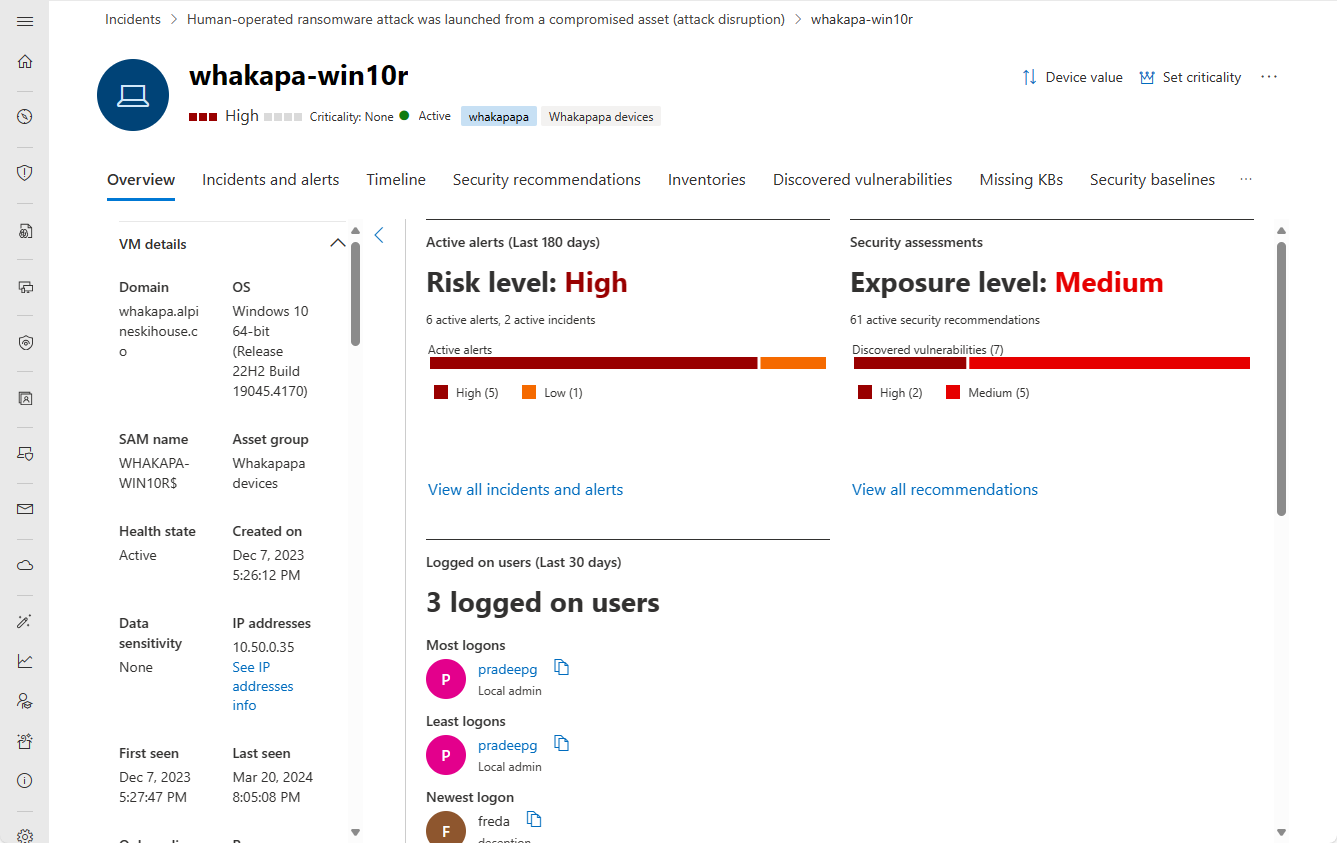 Incidents > Human-operated ransomware attack was launched from a compromised asset (attack disruption) > whakapa-win10r
whakapa-win10r
High Criticality: None Active whakapapa Whakapapa devices
Device value Set criticality ...
Overview Incidents and alerts Timeline Security recommendations Inventories Discovered vulnerabilities Missing KBs Security baselines ...
VM details
Domain
whakapa.alpi
neskihouse.c
o
OS
Windows 10
64-bit
(Release
22H2 Build
19045.4170)
SAM name
WHAKAPA-
WIN10R$
Asset group
Whakapapa
devices
Health state
Active
Created on
Dec 7, 2023
5:26:12 PM
Data
sensitivity
None
IP addresses
10.50.0.35
See IP
addresses
info
First seen
Dec 7, 2023
5:27:47 PM
Last seen
Mar 20, 2024
8:05:08 PM
Active alerts (Last 180 days)
Risk level: High
6 active alerts, 2 active incidents
Active alerts
High (5) Low (1)
View all incidents and alerts
Security assessments
Exposure level: Medium
61 active security recommendations
Discovered vulnerabilities (7)
High (2) Medium (5)
View all recommendations
Logged on users (Last 30 days)
3 logged on users
Most logons
P pradeepg
Local admin
Least logons
P pradeepg
Local admin
Newest logon
F freda
deception